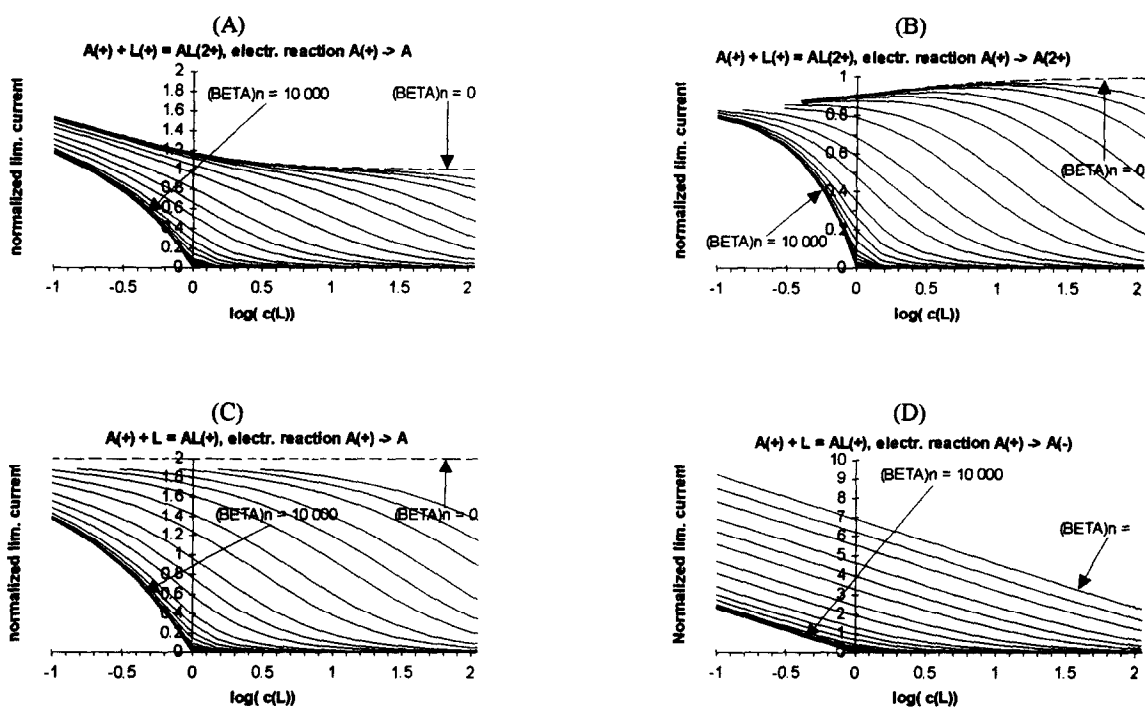 (A)
A(+) + L(+) = AL(2+), electr. reaction A(+) -> A
normalized lim. current
2
1.8
1.6
1.4
1.2
1
0.8
0.6
0.4
0.2
0
(BETA)n = 10 000
(BETA)n = 0
-1 -0.5 0 0.5 1 1.5 2
log( c(L))
(B)
A(+) + L(+) = AL(2+), electr. reaction A(+) -> A(2+)
normalized lim. current
1
0.8
0.6
0.4
0.2
0
(BETA)n = 0
(BETA)n = 10 000
-1 -0.5 0 0.5 1 1.5 2
log( c(L))
(C)
A(+) + L = AL(+), electr. reaction A(+) -> A
normalized lim. current
2
1.8
1.6
1.4
1.2
1
0.8
0.6
0.4
0.2
0
(BETA)n = 10 000
(BETA)n = 0
-1 -0.5 0 0.5 1 1.5 2
log( c(L))
(D)
A(+) + L = AL(+), electr. reaction A(+) -> A(-)
Normalized lim. current
10
9
8
7
6
5
4
3
2
1
0
(BETA)n = 10 000
(BETA)n =
-1 -0.5 0 0.5 1 1.5 2
log( c(L))